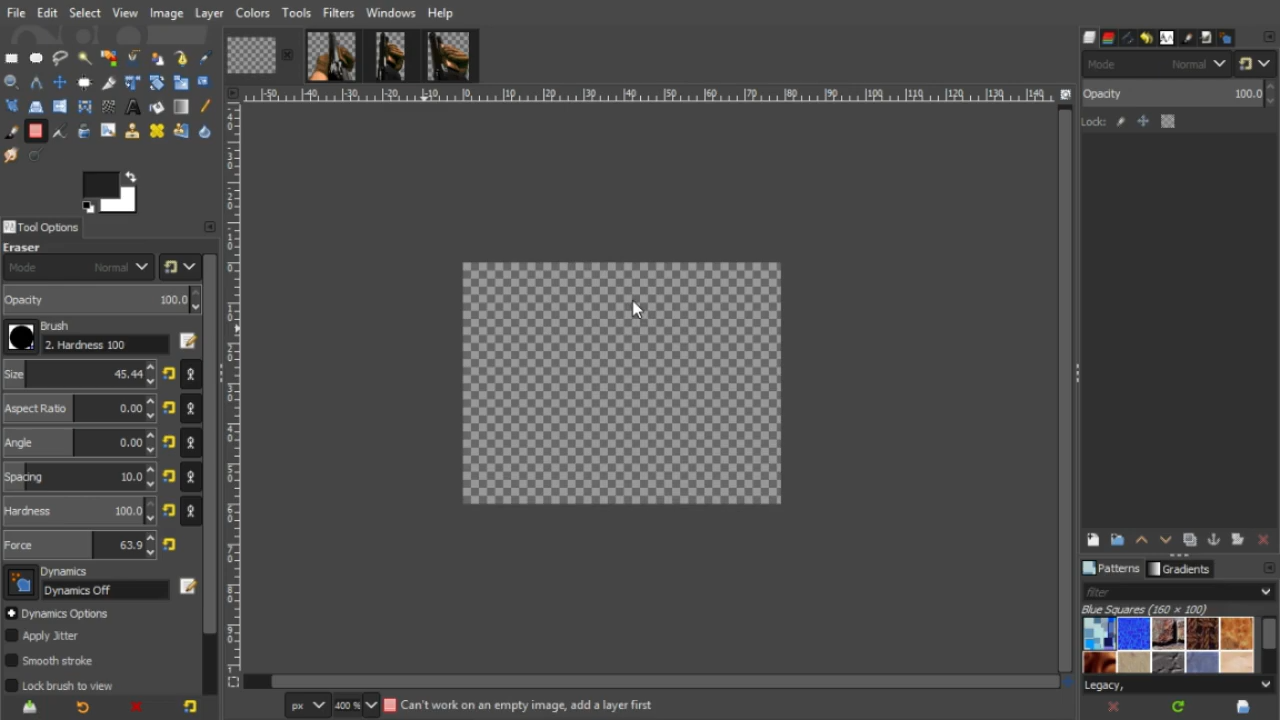 File Edit Select View Image Layer Colors Tools Filters Windows Help
Mode Normal
Opacity 100.0
Lock:
Tool Options
Eraser
Mode Normal
Opacity 100.0
Brush
2. Hardness 100
Size 45.44
Aspect Ratio 0.00
Angle 0.00
Spacing 10.0
Hardness 100.0
Force 63.9
Dynamics
Dynamics Off
Dynamics Options
Apply Jitter
Smooth stroke
Lock brush to view
Patterns Gradients
filter
Blue Squares (160 × 100)
Legacy,
px 400 % Can't work on an empty image, add a layer first